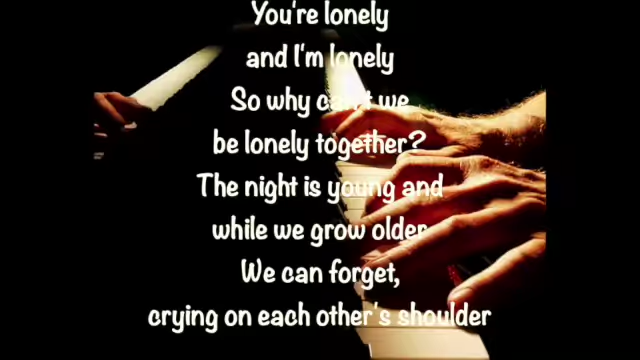 You're lonely
and I'm lonely
So why can't we
be lonely together?
The night is young and
while we grow older
We can forget,
crying on each other's shoulder